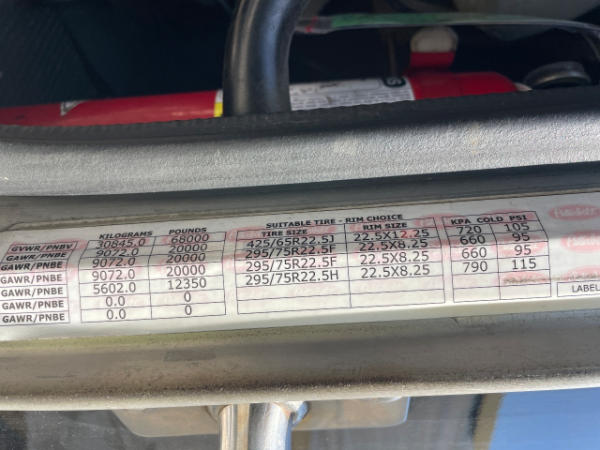 SUITABLE TIRE - RIM CHOICE
KILOGRAMS POUNDS TIRE SIZE RIM SIZE KPA COLD PSI
GVWR/PNBV 30845.0 68000 425/65R22.5J 22.5X12.25 720 105
GAWR/PNBE 9072.0 20000 295/75R22.5F 22.5X8.25 660 95
GAWR/PNBE 9072.0 20000 295/75R22.5F 22.5X8.25 660 95
GAWR/PNBE 9072.0 20000 295/75R22.5H 22.5X8.25 790 115
GAWR/PNBE 5602.0 12350
GAWR/PNBE 0.0 0
GAWR/PNBE 0.0 0
LABEL